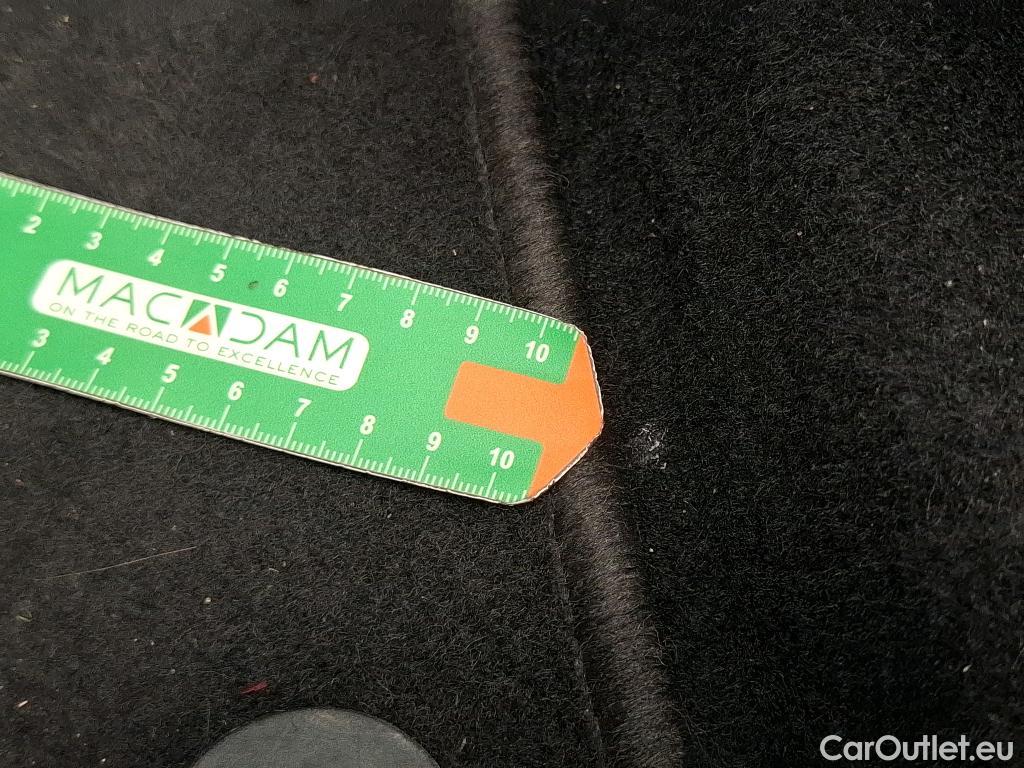 2 3 4 5 6 7 8 9 10
MACADAM
ON THE ROAD TO EXCELLENCE
3 4 5 6 7 8 9 10
CarOutlet.eu